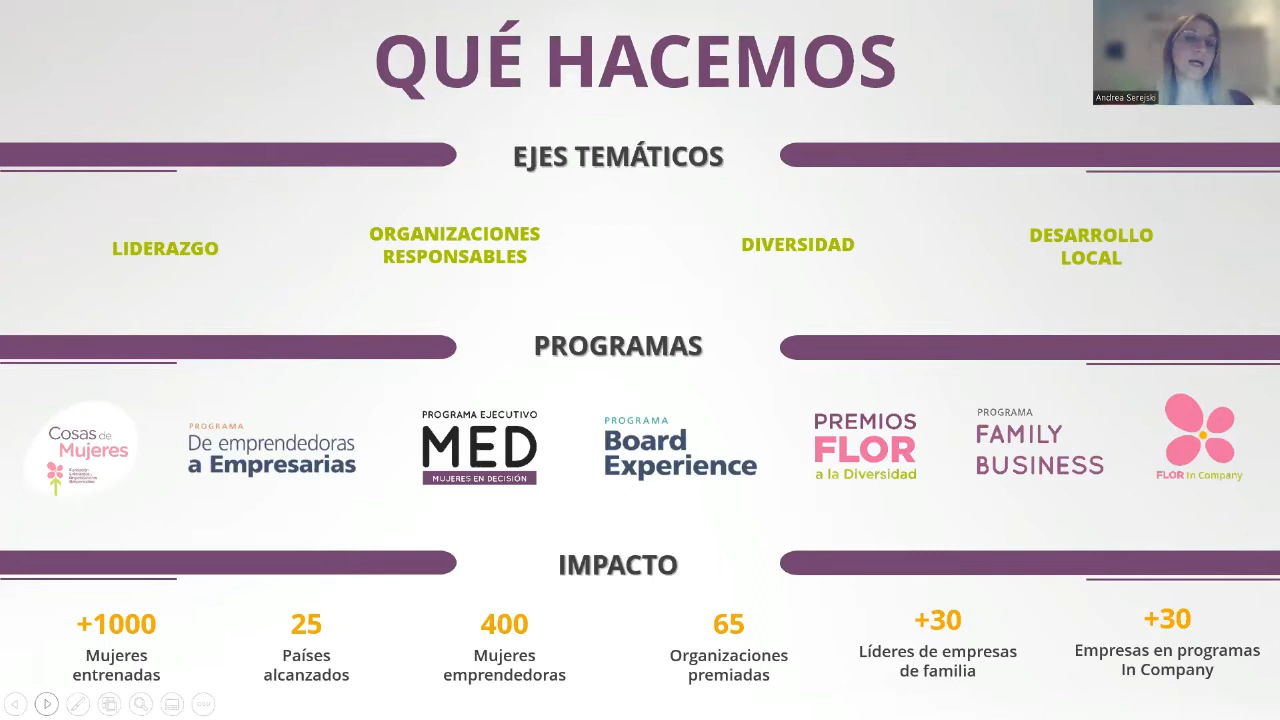 QUÉ HACEMOS
Andrea Serejski
EJES TEMÁTICOS
LIDERAZGO
ORGANIZACIONES
RESPONSABLES
DIVERSIDAD
DESARROLLO
LOCAL
PROGRAMAS
Cosas de
Mujeres
PROGRAMA
De emprendedoras
a Empresarias
PROGRAMA EJECUTIVO
MED
MUJERES EN DECISIÓN
PROGRAMA
Board
Experience
PREMIOS
FLOR
a la Diversidad
PROGRAMA
FAMILY
BUSINESS
FLOR In Company
IMPACTO
+1000
Mujeres
entrenadas
25
Países
alcanzados
400
Mujeres
emprendedoras
65
Organizaciones
premiadas
+30
Líderes de empresas
de familia
+30
Empresas en programas
In Company